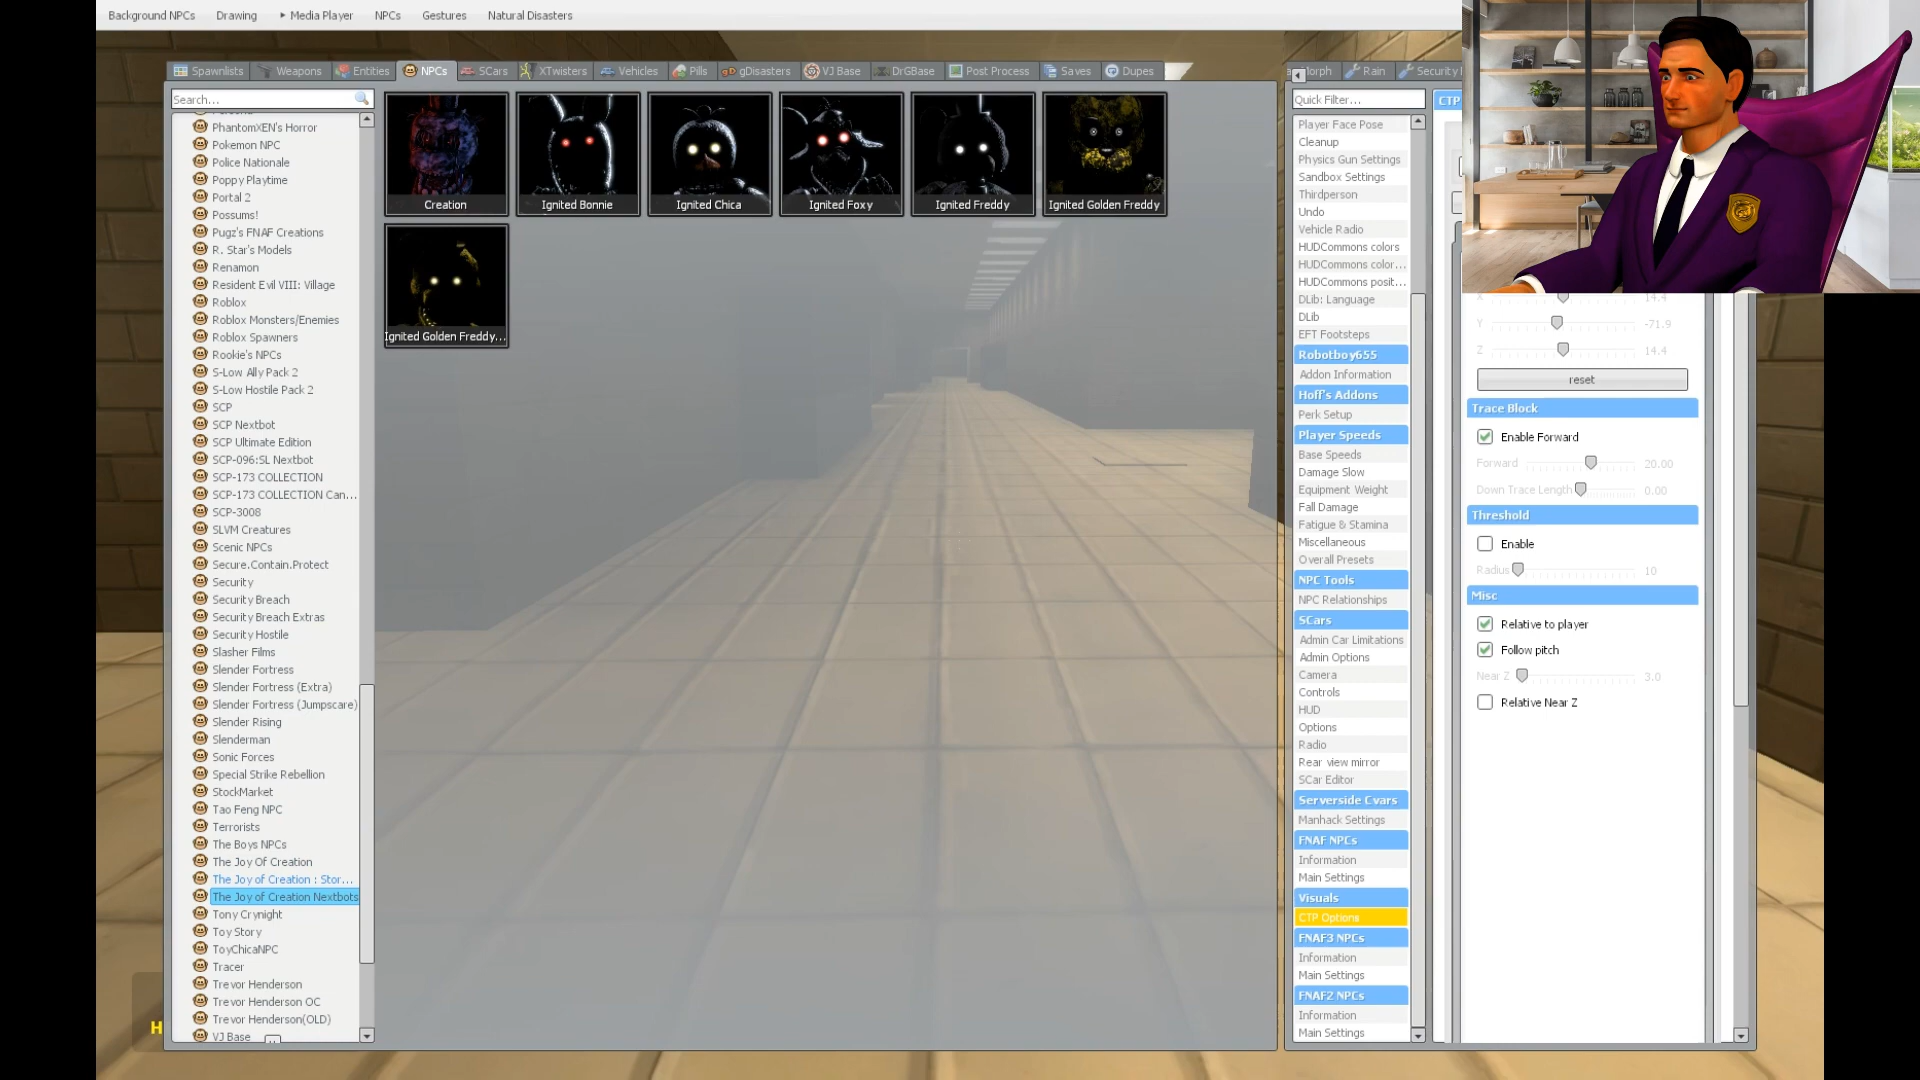 Background NPCs Drawing Media Player NPCs Gestures Natural Disasters
Spawnlists Weapons Entities NPCs SCars XTwisters Vehicles Pills gDisasters VJ Base DrGBase Post Process Saves Dupes
Search...
PhantomXEN's Horror
Pokemon NPC
Police Nationale
Poppy Playtime
Portal 2
Possums!
Pugz's FNAF Creations
R. Star's Models
Renamon
Resident Evil VIII: Village
Roblox
Roblox Monsters/Enemies
Roblox Spawners
Rookie's NPCs
S-Low Ally Pack 2
S-Low Hostile Pack 2
SCP
SCP Nextbot
SCP Ultimate Edition
SCP-096:SL Nextbot
SCP-173 COLLECTION
SCP-173 COLLECTION Can...
SCP-3008
SLVM Creatures
Scenic NPCs
Secure.Contain.Protect
Security
Security Breach
Security Breach Extras
Security Hostile
Slasher Films
Slender Fortress
Slender Fortress (Extra)
Slender Fortress (Jumpscare)
Slender Rising
Slenderman
Sonic Forces
Special Strike Rebellion
StockMarket
Tao Feng NPC
Terrorists
The Boys NPCs
The Joy Of Creation
The Joy of Creation : Stor...
The Joy of Creation Nextbots
Tony Crynight
Toy Story
ToyChicaNPC
Tracer
Trevor Henderson
Trevor Henderson OC
Trevor Henderson(OLD)
VJ Base
H
Creation
Ignited Bonnie
Ignited Chica
Ignited Foxy
Ignited Freddy
Ignited Golden Freddy
Ignited Golden Freddy...
Rain
Security
Quick Filter...
Player Face Pose
Cleanup
Physics Gun Settings
Sandbox Settings
Thirdperson
Undo
Vehicle Radio
HUDCommons colors
HUDCommons color...
HUDCommons posit...
DLib: Language
DLib
EFT Footsteps
Robotboy655
Addon Information
Hoff's Addons
Perk Setup
Player Speeds
Base Speeds
Damage Slow
Equipment Weight
Fall Damage
Fatigue & Stamina
Miscellaneous
Overall Presets
NPC Tools
NPC Relationships
SCars
Admin Car Limitations
Admin Options
Camera
Controls
HUD
Options
Radio
Rear view mirror
SCar Editor
Serverside Cvars
Manhack Settings
FNAF NPCs
Information
Main Settings
Visuals
CTP Options
FNAF3 NPCs
Information
Main Settings
FNAF2 NPCs
Information
Main Settings
CTP
X 14.4
Y -71.9
Z 14.4
reset
Trace Block
Enable Forward
Forward 20.00
Down Trace Length 0.00
Threshold
Enable
Radius 10
Misc
Relative to player
Follow pitch
Near Z 3.0
Relative Near Z